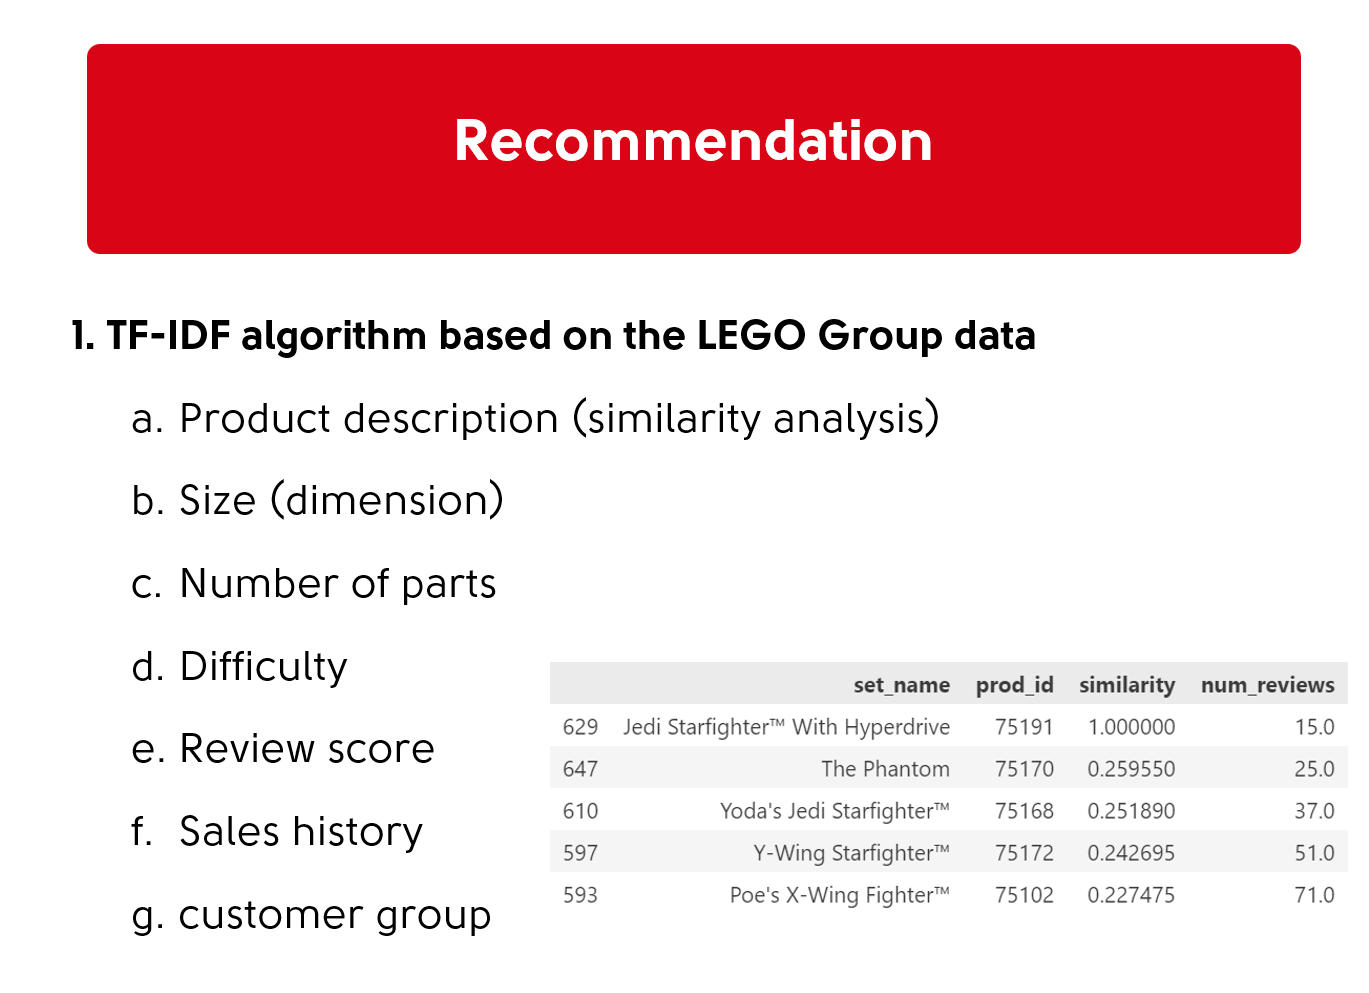 Recommendation
1. TF-IDF algorithm based on the LEGO Group data
a. Product description (similarity analysis)
b. Size (dimension)
c. Number of parts
d. Difficulty
e. Review score
f. Sales history
g. customer group
set_name prod_id similarity num_reviews
629 Jedi Starfighter™ With Hyperdrive 75191 1.000000 15.0
647 The Phantom 75170 0.259550 25.0
610 Yoda's Jedi Starfighter™ 75168 0.251890 37.0
597 Y-Wing Starfighter™ 75172 0.242695 51.0
593 Poe's X-Wing Fighter™ 75102 0.227475 71.0